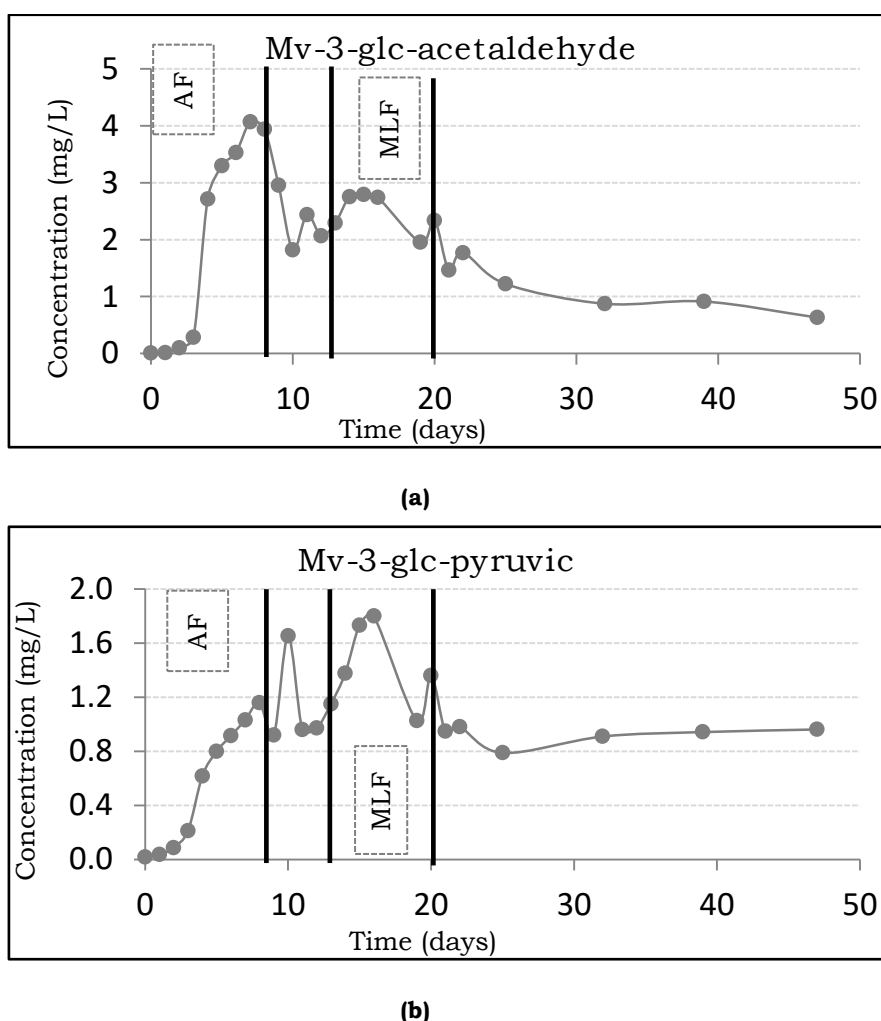 Mv-3-glc-acetaldehyde
AF
MLF
Concentration (mg/L)
5
4
3
2
1
0
0 10 20 30 40 50
Time (days)
(a)
Mv-3-glc-pyruvic
AF
MLF
Concentration (mg/L)
2.0
1.6
1.2
0.8
0.4
0.0
0 10 20 30 40 50
Time (days)
(b)